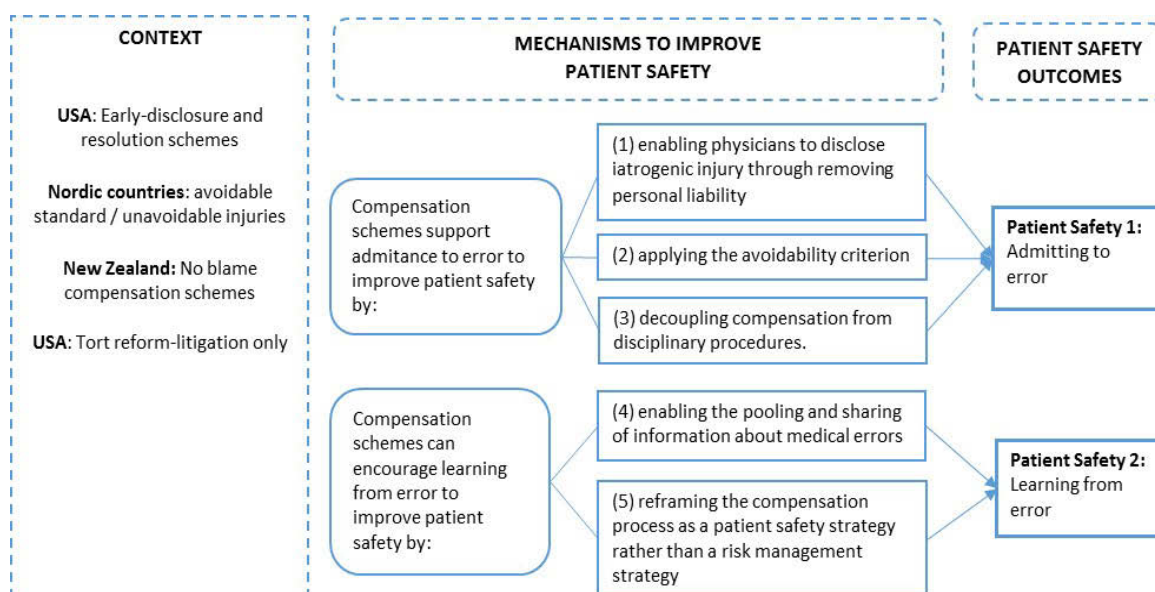 CONTEXT
USA: Early-disclosure and
resolution schemes
Nordic countries: avoidable
standard / unavoidable injuries
New Zealand: No blame
compensation schemes
USA: Tort reform-litigation only
MECHANISMS TO IMPROVE
PATIENT SAFETY
Compensation
schemes support
admittance to error to
improve patient safety
by:
(1) enabling physicians to disclose
iatrogenic injury through removing
personal liability
(2) applying the avoidability criterion
(3) decoupling compensation from
disciplinary procedures.
Compensation
schemes can
encourage learning
from error to
improve patient
safety by:
(4) enabling the pooling and sharing
of information about medical errors
(5) reframing the compensation
process as a patient safety strategy
rather than a risk management
strategy
PATIENT SAFETY
OUTCOMES
Patient Safety 1:
Admitting to
error
Patient Safety 2:
Learning from
error